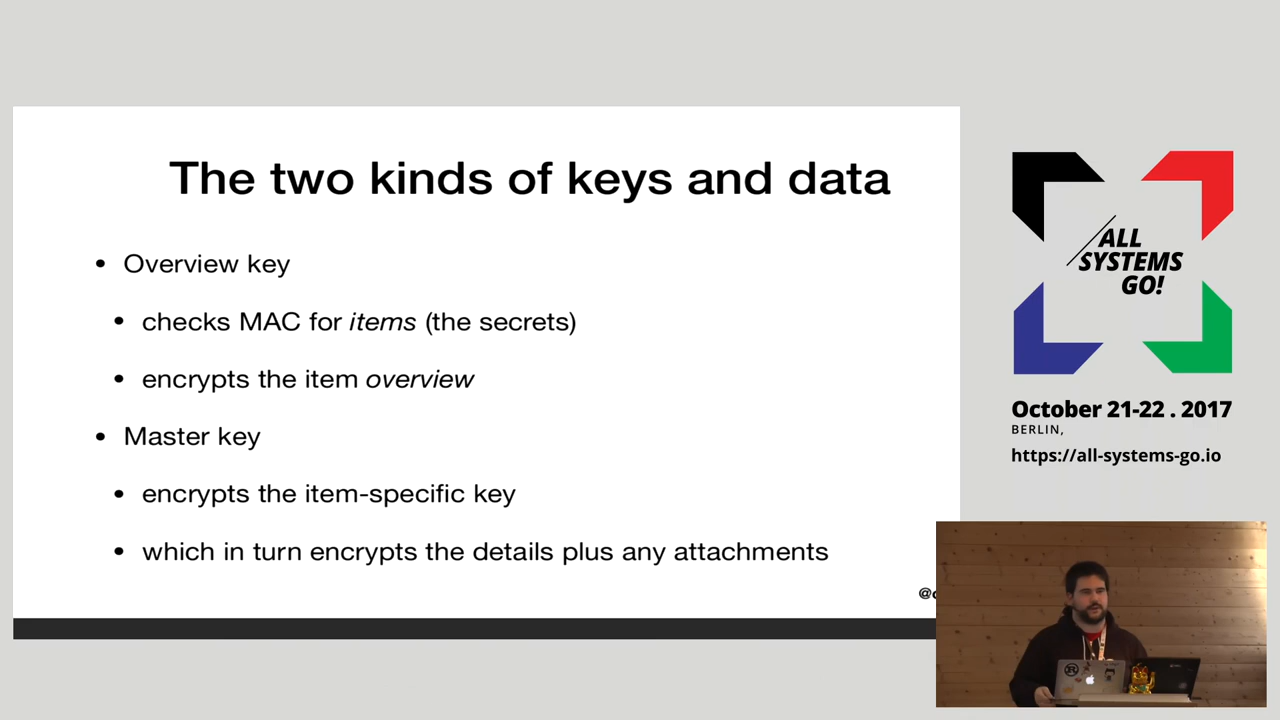 The two kinds of keys and data
• Overview key
• checks MAC for items (the secrets)
• encrypts the item overview
• Master key
• encrypts the item-specific key
• which in turn encrypts the details plus any attachments
ALL
SYSTEMS
GO!
October 21-22 . 2017
BERLIN,
https://all-systems-go.io